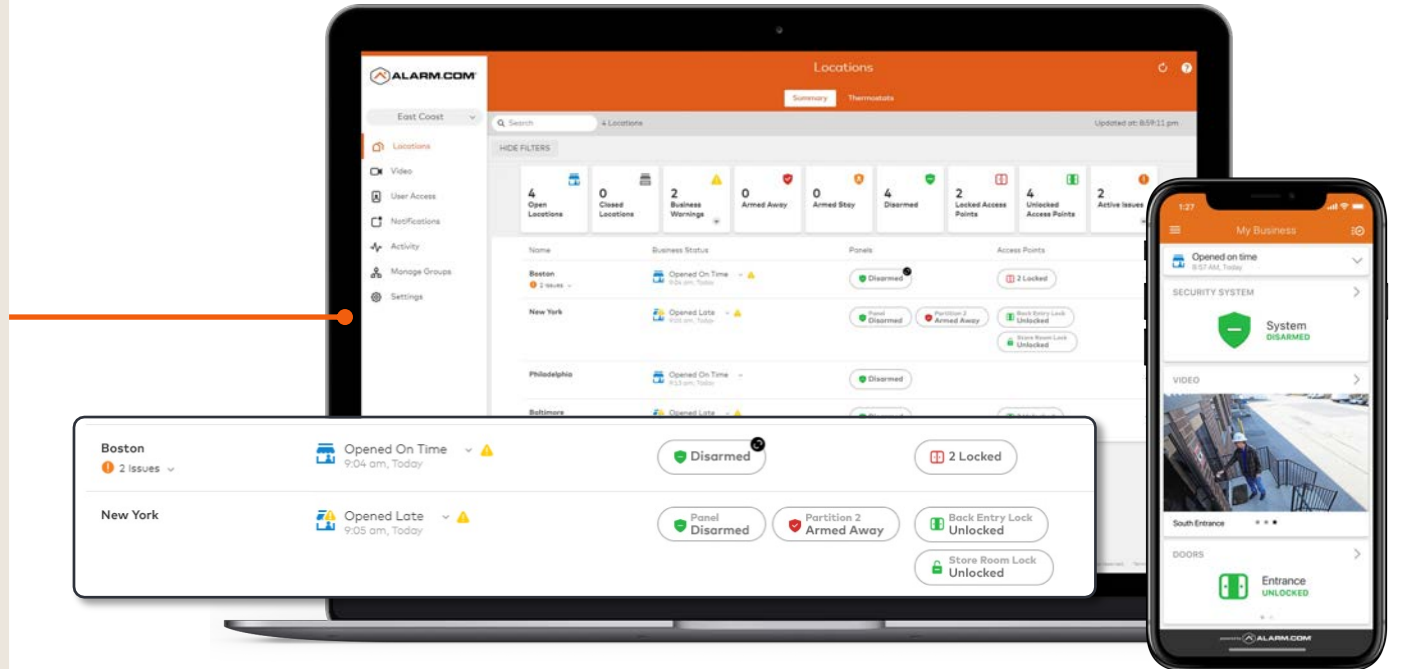 ALARM.COM
Locations
Summary Thermostats
East Coast
Search
4 Locations
Updated at: 8:59:11 pm
HIDE FILTERS
Locations
Video
User Access
Notifications
Activity
Manage Groups
Settings
4
Open
Locations
0
Closed
Locations
2
Business
Warnings
0
Armed Away
0
Armed Stay
4
Disarmed
2
Locked Access
Points
4
Unlocked
Access Points
2
Active Issues
Name Business Status Panels Access Points
Boston
2 Issues
Opened On Time
Disarmed
2 Locked
New York
Opened Late
Panel
Disarmed
Partition 2
Armed Away
Back Entry Lock
Unlocked
Store Room Lock
Unlocked
Philadelphia
Opened On Time
Disarmed
Baltimore
Opened Late
Boston
2 Issues
Opened On Time
9:04 am, Today
Disarmed
2 Locked
New York
Opened Late
9:05 am, Today
Panel
Disarmed
Partition 2
Armed Away
Back Entry Lock
Unlocked
Store Room Lock
Unlocked
1:27
My Business
Opened on time
8:57 AM, Today
SECURITY SYSTEM
System
DISARMED
VIDEO
South Entrance
DOORS
Entrance
UNLOCKED
powered by ALARM.COM